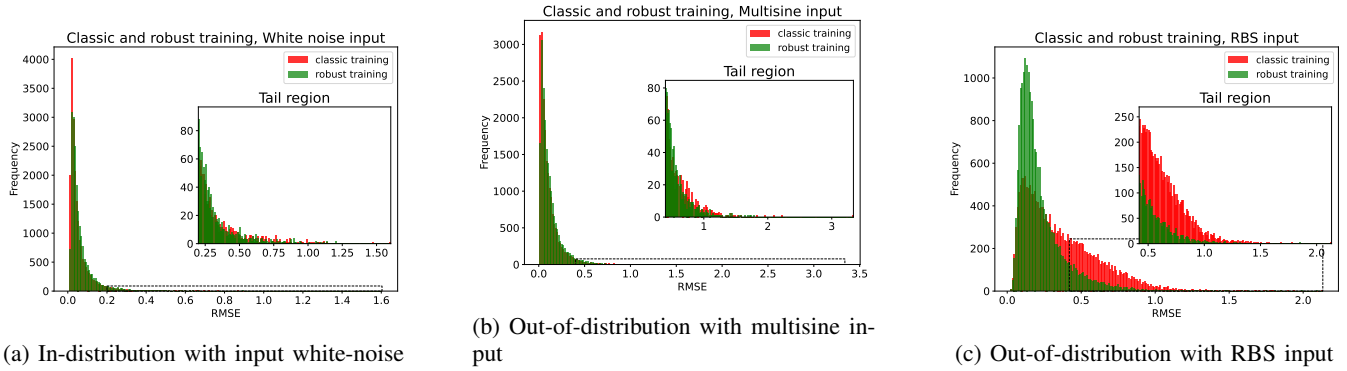 Classic and robust training, White noise input
classic training
robust training
Tail region
80
60
40
20
0
0.25 0.50 0.75 1.00 1.25 1.50
4000
3500
3000
2500
2000
1500
1000
500
0
Frequency
0.0 0.2 0.4 0.6 0.8 1.0 1.2 1.4 1.6
RMSE
(a) In-distribution with input white-noise
Classic and robust training, Multisine input
classic training
robust training
Tail region
80
60
40
20
0
1 2 3
3000
2500
2000
1500
1000
500
0
Frequency
0.0 0.5 1.0 1.5 2.0 2.5 3.0 3.5
RMSE
(b) Out-of-distribution with multisine in-
put
Classic and robust training, RBS input
classic training
robust training
Tail region
250
200
150
100
50
0
0.5 1.0 1.5 2.0
1000
800
600
400
200
0
Frequency
0.0 0.5 1.0 1.5 2.0
RMSE
(c) Out-of-distribution with RBS input